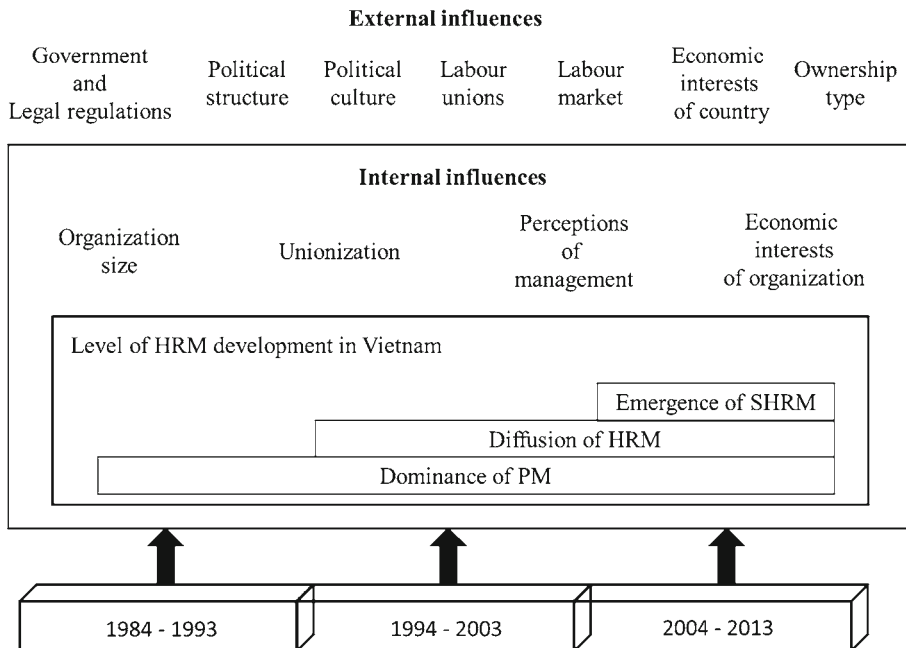 External influences
Government
and
Legal regulations
Political
structure
Political
culture
Labour
unions
Labour
market
Economic
interests
of country
Ownership
type
Internal influences
Organization
size
Unionization
Perceptions
of
management
Economic
interests
of organization
Level of HRM development in Vietnam
Emergence of SHRM
Diffusion of HRM
Dominance of PM
1984 - 1993
1994 - 2003
2004 - 2013